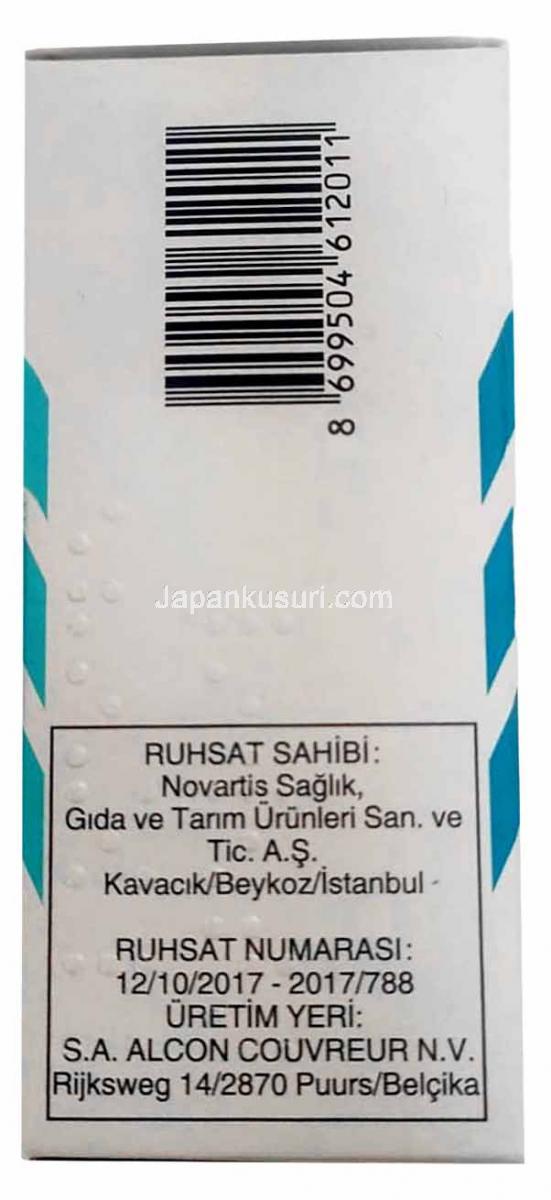 8 699504 612011
Japankusuri.com
RUHSAT SAHİBİ:
Novartis Sağlık,
Gıda ve Tarım Ürünleri San. ve
Tic. A.Ş.
Kavacık/Beykoz/İstanbul
RUHSAT NUMARASI:
12/10/2017 - 2017/788
ÜRETİM YERİ:
S.A. ALCON COUVREUR N.V.
Rijksweg 14/2870 Puurs/Belçika